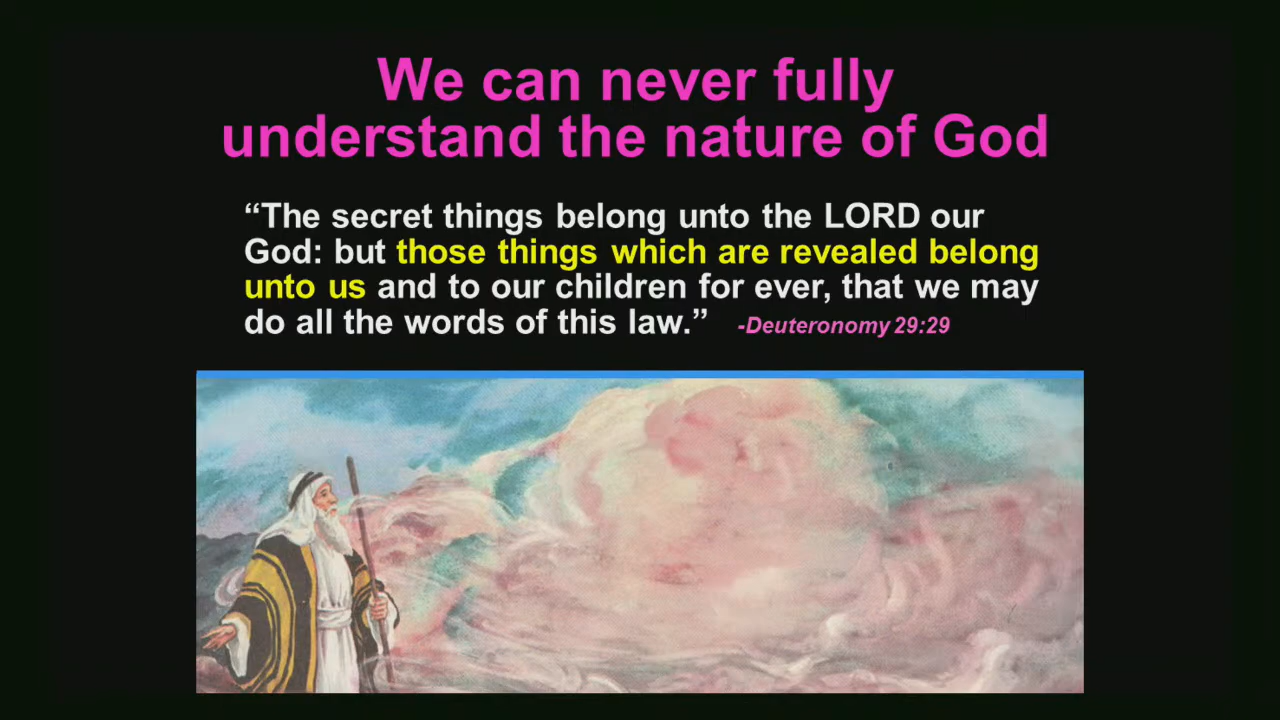 We can never fully
understand the nature of God
“The secret things belong unto the LORD our
God: but those things which are revealed belong
unto us and to our children for ever, that we may
do all the words of this law.” -Deuteronomy 29:29